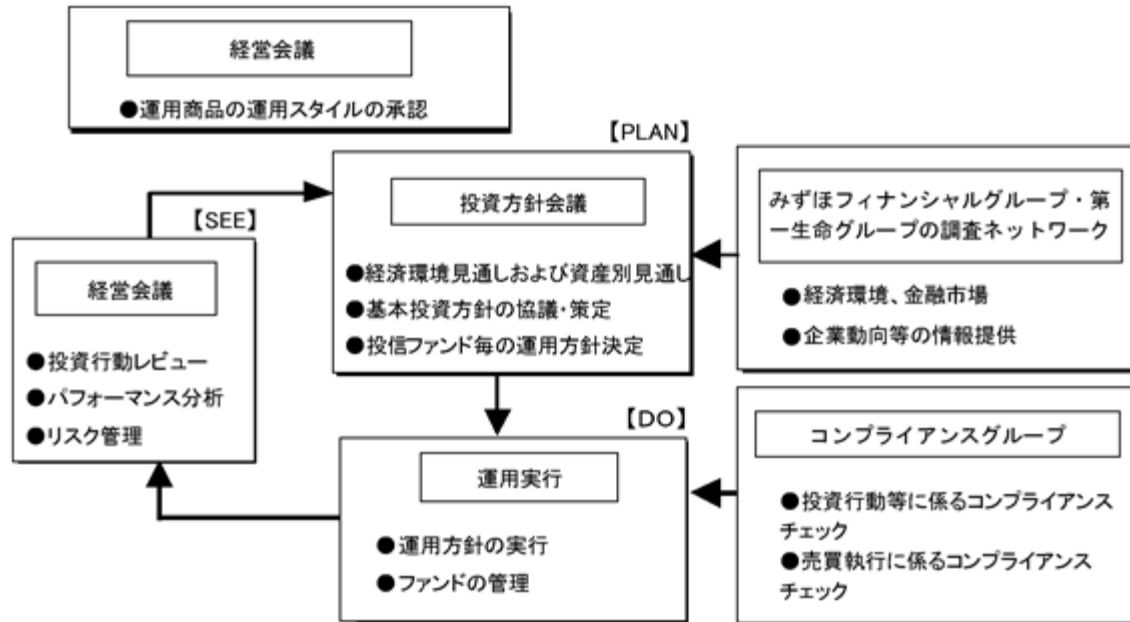 経営会議
●運用商品の運用スタイルの承認
【PLAN】
投資方針会議
●経済環境見通しおよび資産別見通し
●基本投資方針の協議・策定
●投信ファンド毎の運用方針決定
みずほフィナンシャルグループ・第
一生命グループの調査ネットワーク
●経済環境、金融市場
●企業動向等の情報提供
【SEE】
経営会議
●投資行動レビュー
●パフォーマンス分析
●リスク管理
【DO】
運用実行
●運用方針の実行
●ファンドの管理
コンプライアンスグループ
●投資行動等に係るコンプライアンス
チェック
●売買執行に係るコンプライアンス
チェック